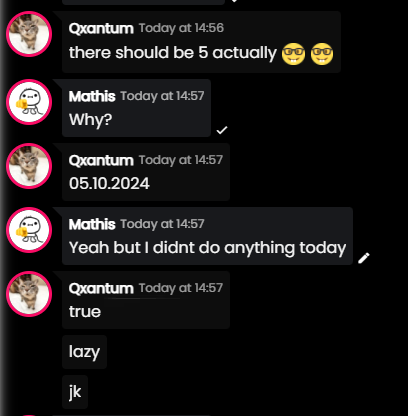 Qxantum Today at 14:56
there should be 5 actually 🤓 🤓
Mathis Today at 14:57
Why?
Qxantum Today at 14:57
05.10.2024
Mathis Today at 14:57
Yeah but I didnt do anything today
Qxantum Today at 14:57
true
lazy
jk